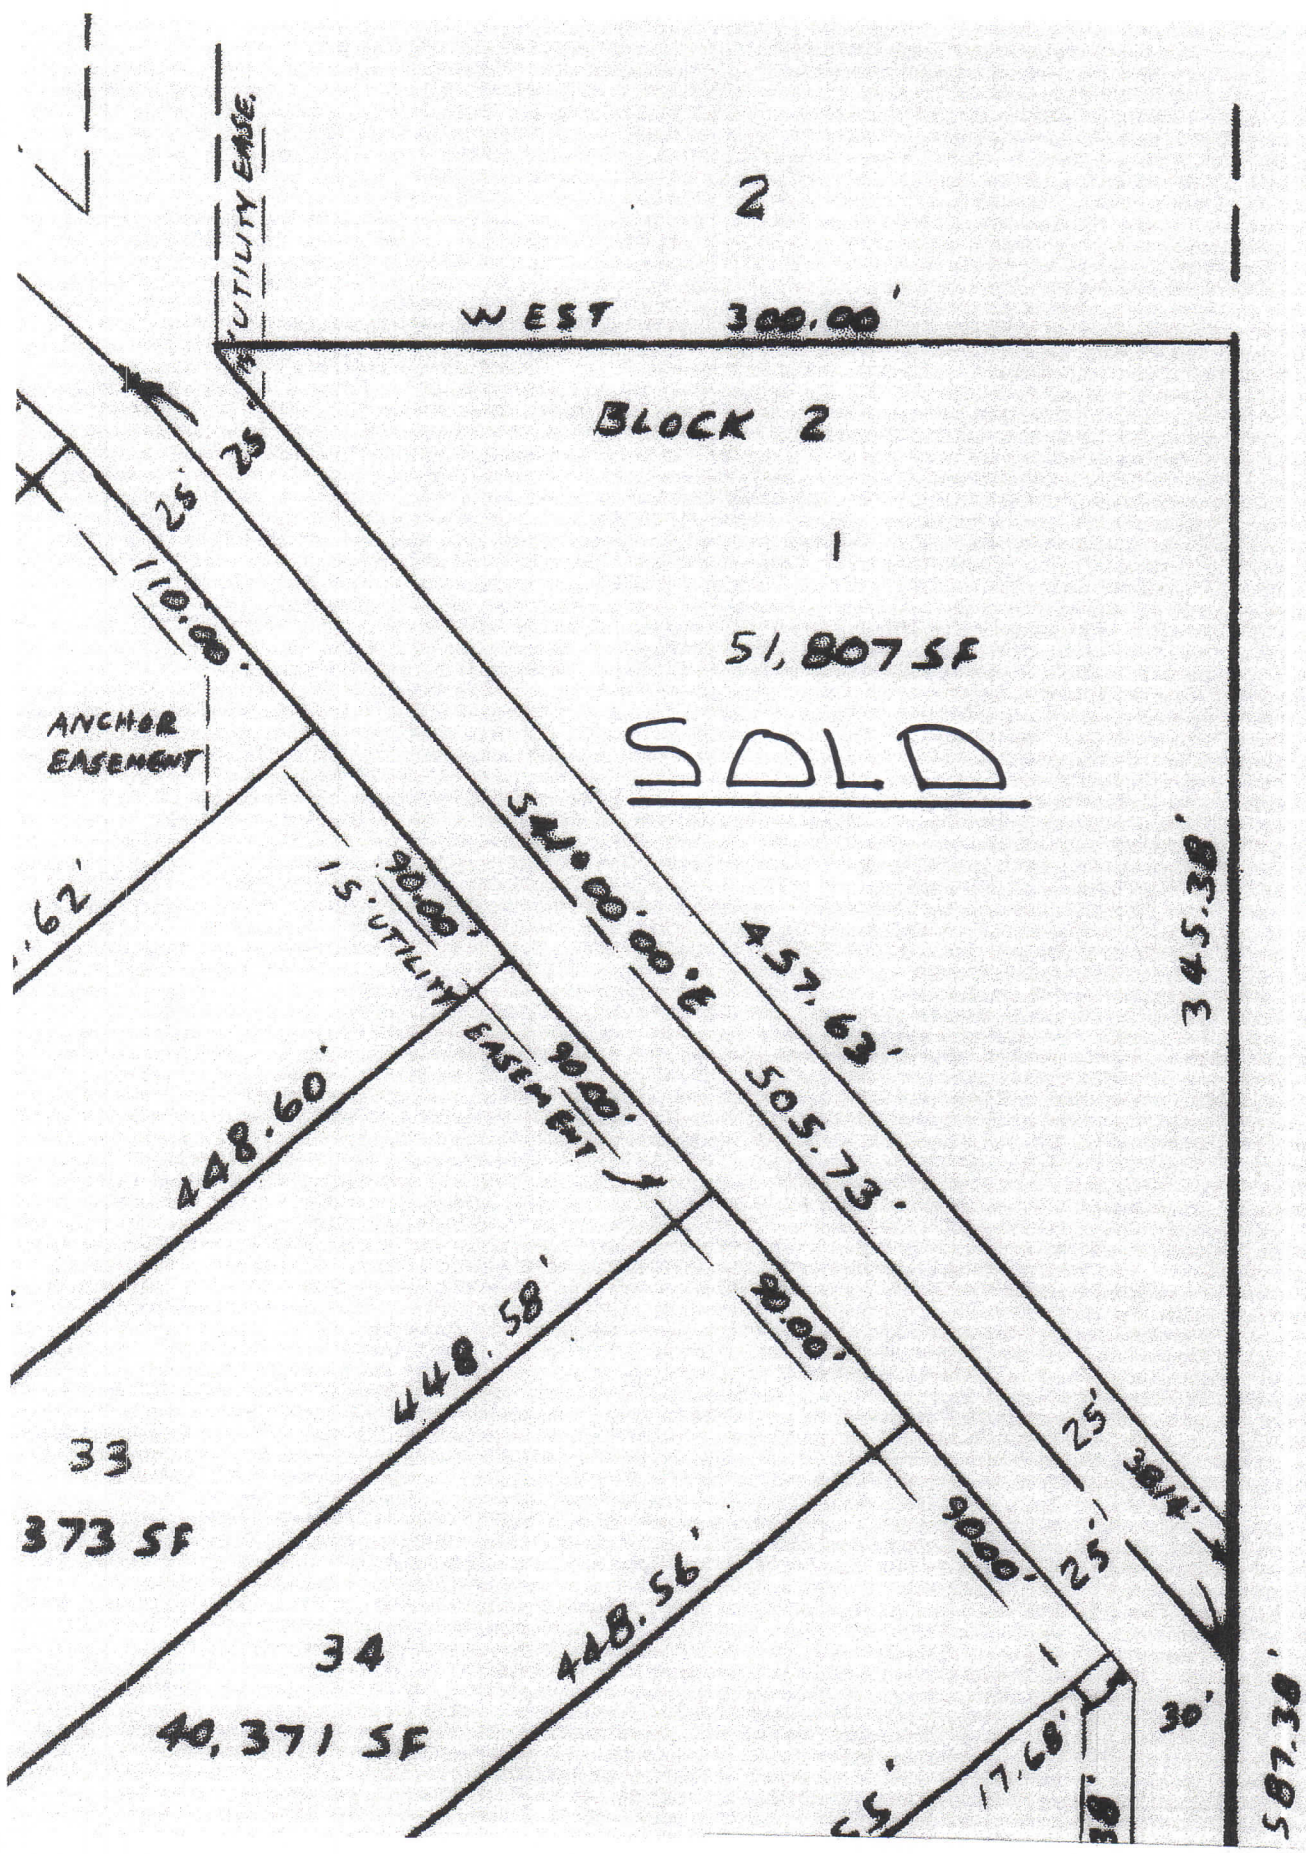 UTILITY EASE.
2
WEST 300.00'
BLOCK 2
25'
25'
1
110.00'
51,807 SF
SOLD
ANCHOR
EASEMENT
S41°00'00"E
90.00'
15' UTILITY
EASEMENT
.62'
457.63'
345.38'
90.00'
505.73'
448.60'
90.00'
448.58'
25'
38.14'
33
373 SF
90.00'
25'
448.56'
34
40,371 SF
30'
17.68'
587.38'
55'
38'